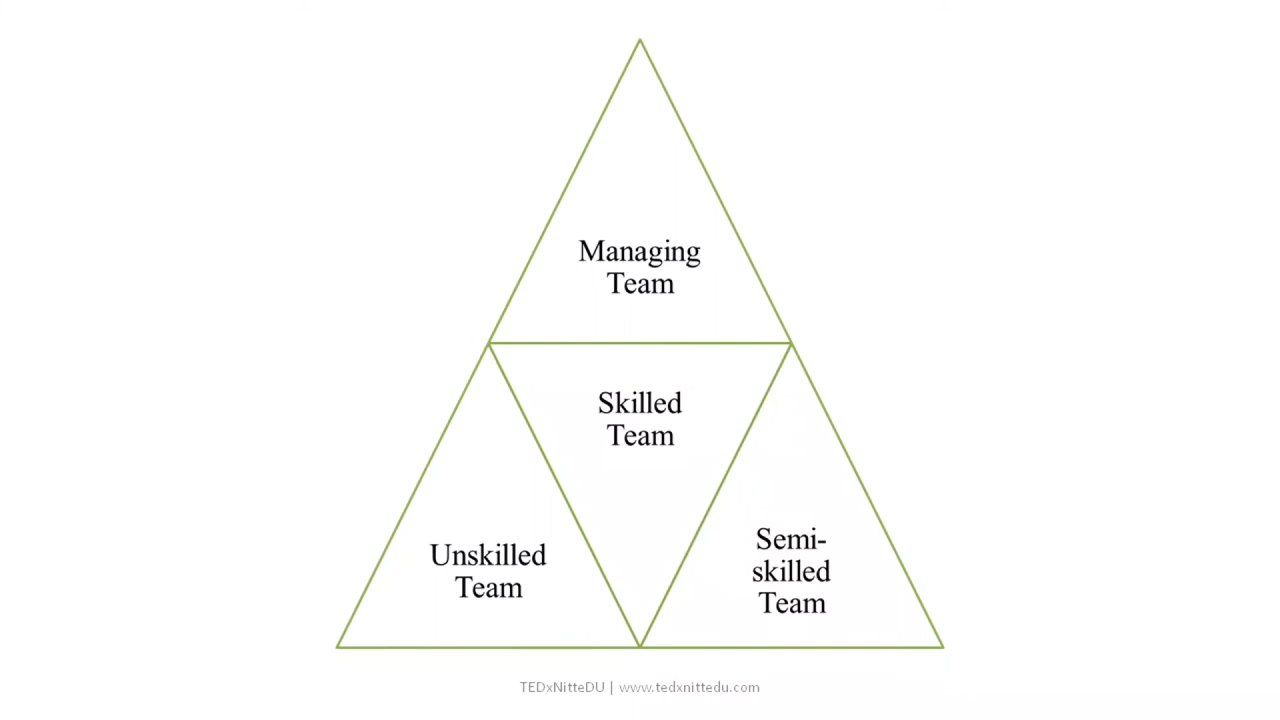 Managing
Team
Skilled
Team
Unskilled
Team
Semi-
skilled
Team
TEDxNitteDU | www.tedxnittedu.com